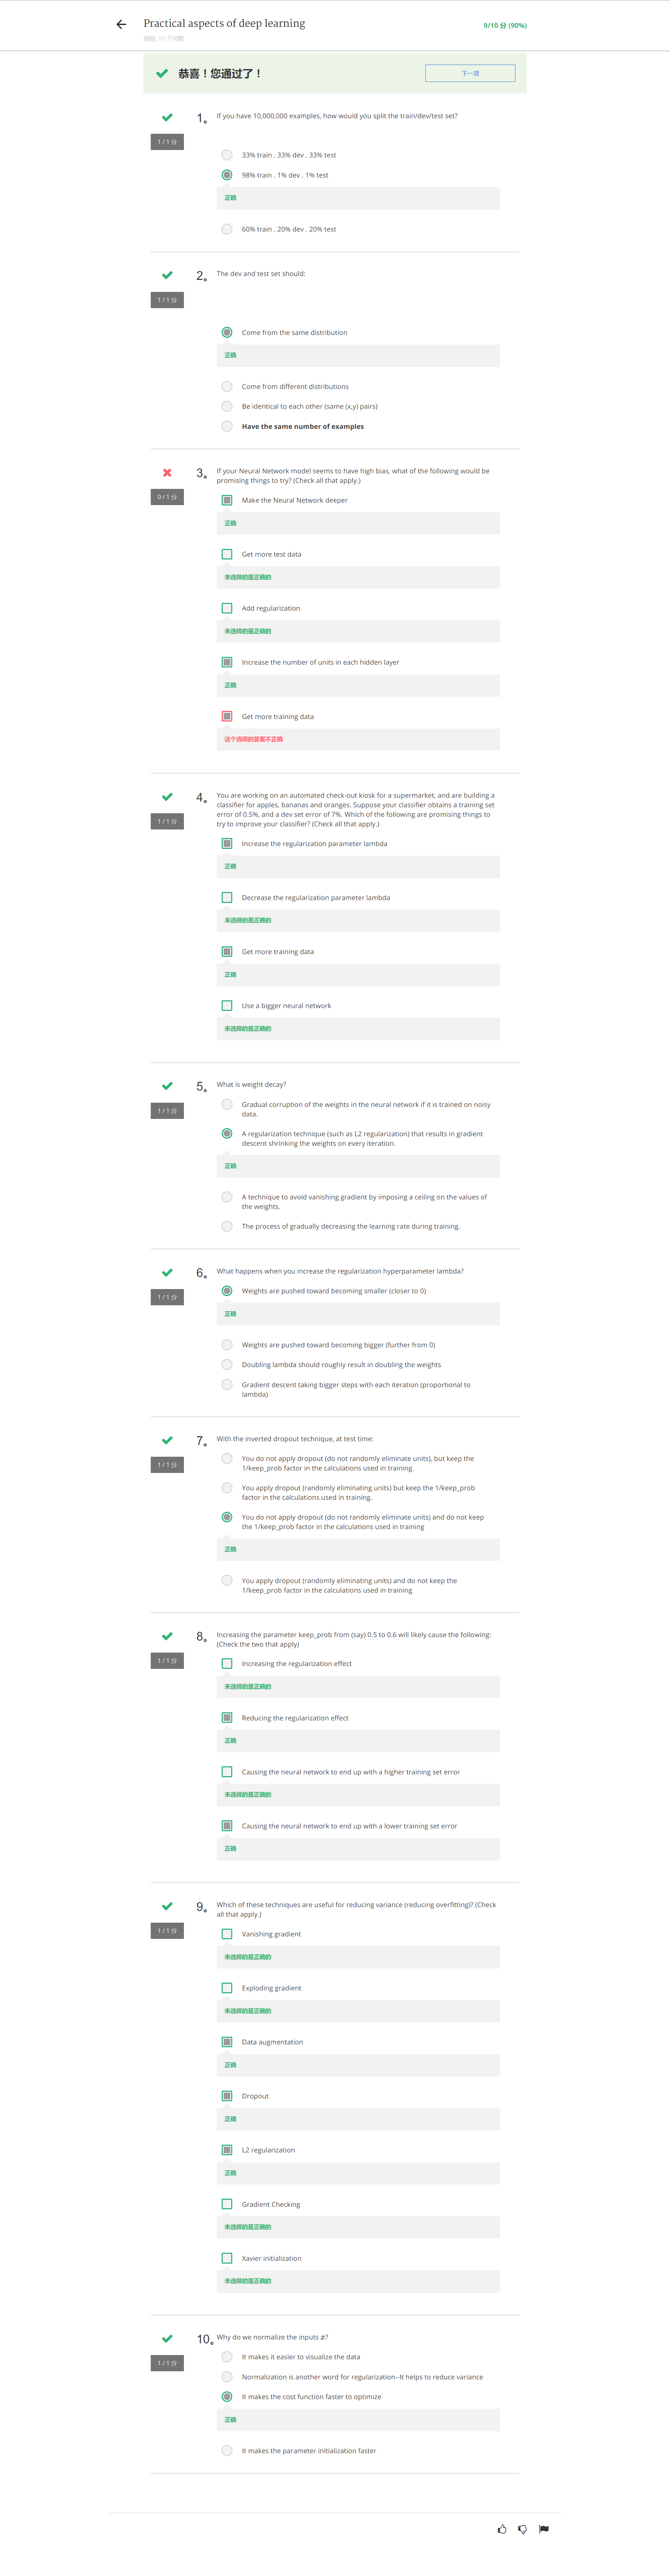 Practical aspects of deep learning
9/10 分 (90%)
测验, 10 个问题
恭喜！您通过了！
下一项
1。
If you have 10,000,000 examples, how would you split the train/dev/test set?
1 / 1 分
33% train . 33% dev . 33% test
98% train . 1% dev . 1% test
正确
60% train . 20% dev . 20% test
2。
The dev and test set should:
1 / 1 分
Come from the same distribution
正确
Come from different distributions
Be identical to each other (same (x,y) pairs)
Have the same number of examples
3。
If your Neural Network model seems to have high bias, what of the following would be
promising things to try? (Check all that apply.)
0 / 1 分
Make the Neural Network deeper
正确
Get more test data
未选择的是正确的
Add regularization
未选择的是正确的
Increase the number of units in each hidden layer
正确
Get more training data
这个选项的答案不正确
4。
You are working on an automated check-out kiosk for a supermarket, and are building a
classifier for apples, bananas and oranges. Suppose your classifier obtains a training set
error of 0.5%, and a dev set error of 7%. Which of the following are promising things to
try to improve your classifier? (Check all that apply.)
1 / 1 分
Increase the regularization parameter lambda
正确
Decrease the regularization parameter lambda
未选择的是正确的
Get more training data
正确
Use a bigger neural network
未选择的是正确的
5。
What is weight decay?
1 / 1 分
Gradual corruption of the weights in the neural network if it is trained on noisy
data.
A regularization technique (such as L2 regularization) that results in gradient
descent shrinking the weights on every iteration.
正确
A technique to avoid vanishing gradient by imposing a ceiling on the values of
the weights.
The process of gradually decreasing the learning rate during training.
6。
What happens when you increase the regularization hyperparameter lambda?
1 / 1 分
Weights are pushed toward becoming smaller (closer to 0)
正确
Weights are pushed toward becoming bigger (further from 0)
Doubling lambda should roughly result in doubling the weights
Gradient descent taking bigger steps with each iteration (proportional to
lambda)
7。
With the inverted dropout technique, at test time:
1 / 1 分
You do not apply dropout (do not randomly eliminate units), but keep the
1/keep_prob factor in the calculations used in training.
You apply dropout (randomly eliminating units) but keep the 1/keep_prob
factor in the calculations used in training.
You do not apply dropout (do not randomly eliminate units) and do not keep
the 1/keep_prob factor in the calculations used in training
正确
You apply dropout (randomly eliminating units) and do not keep the
1/keep_prob factor in the calculations used in training
8。
Increasing the parameter keep_prob from (say) 0.5 to 0.6 will likely cause the following:
(Check the two that apply)
1 / 1 分
Increasing the regularization effect
未选择的是正确的
Reducing the regularization effect
正确
Causing the neural network to end up with a higher training set error
未选择的是正确的
Causing the neural network to end up with a lower training set error
正确
9。
Which of these techniques are useful for reducing variance (reducing overfitting)? (Check
all that apply.)
1 / 1 分
Vanishing gradient
未选择的是正确的
Exploding gradient
未选择的是正确的
Data augmentation
正确
Dropout
正确
L2 regularization
正确
Gradient Checking
未选择的是正确的
Xavier initialization
未选择的是正确的
10。
Why do we normalize the inputs x?
1 / 1 分
It makes it easier to visualize the data
Normalization is another word for regularization--It helps to reduce variance
It makes the cost function faster to optimize
正确
It makes the parameter initialization faster